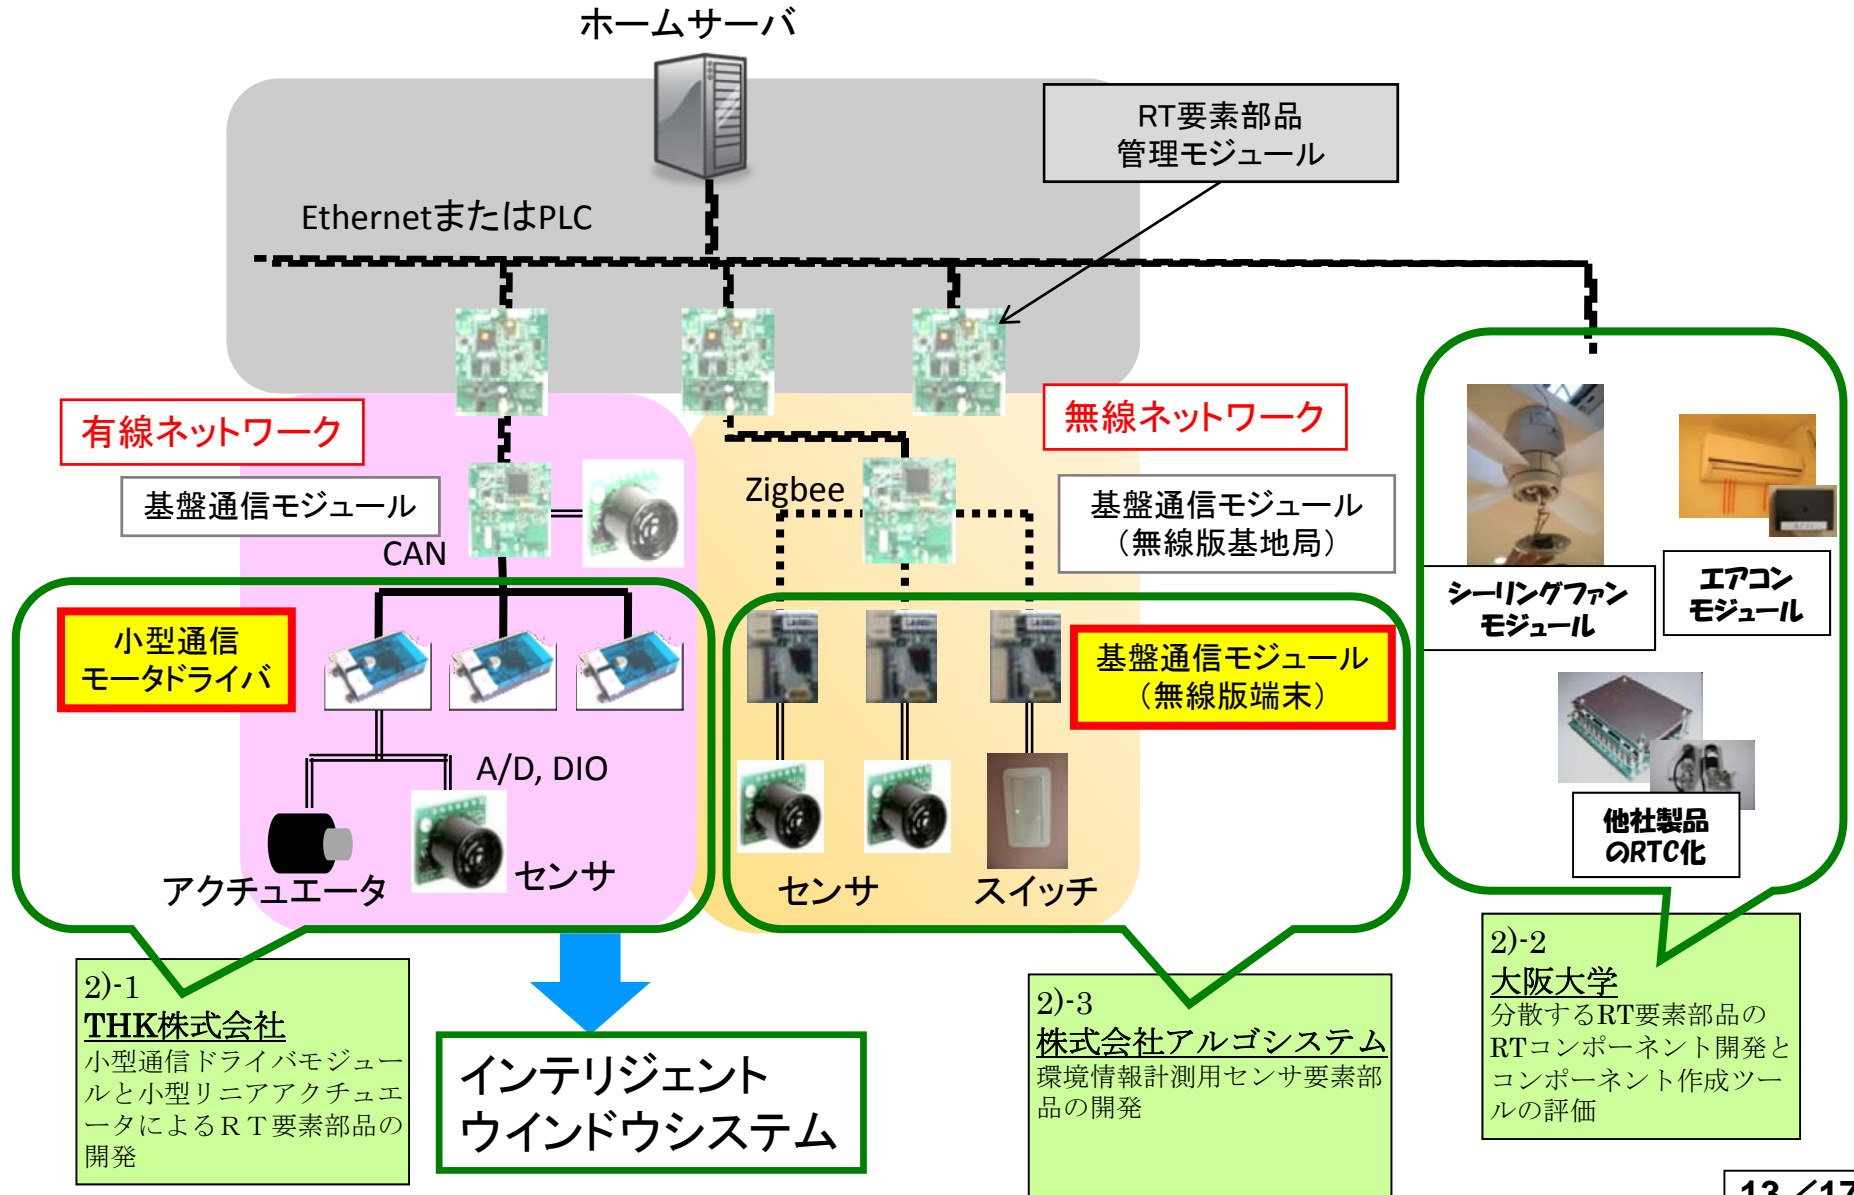 ホームサーバ
RT要素部品
管理モジュール
EthernetまたはPLC
有線ネットワーク
無線ネットワーク
基盤通信モジュール
CAN
Zigbee
基盤通信モジュール
（無線版基地局）
シーリングファン
モジュール
エアコン
モジュール
小型通信
モータドライバ
基盤通信モジュール
（無線版端末）
A/D, DIO
他社製品
のRTC化
アクチュエータ
センサ
センサ
スイッチ
2)-1
THK株式会社
小型通信ドライバモジュー
ルと小型リニアアクチュエ
ータによるＲＴ要素部品の
開発
インテリジェント
ウインドウシステム
2)-3
株式会社アルゴシステム
環境情報計測用センサ要素部
品の開発
2)-2
大阪大学
分散するRT要素部品の
RTコンポーネント開発と
コンポーネント作成ツー
ルの評価
13／17